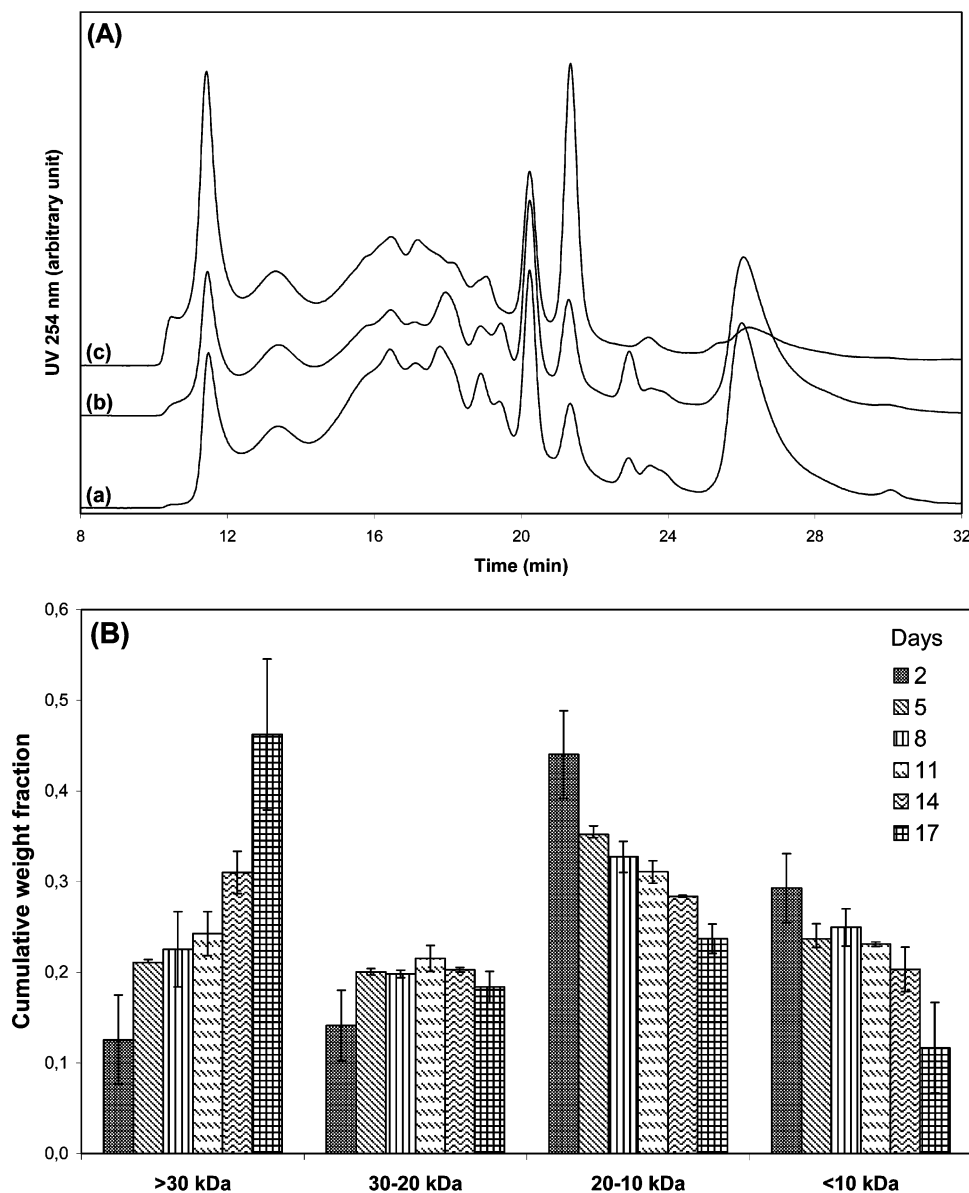 (A)
UV 254 nm (arbitrary unit)
(c)
(b)
(a)
8 12 16 20 24 28 32
Time (min)
(B)
Cumulative weight fraction
0,6
0,5
0,4
0,3
0,2
0,1
0,0
Days
2
5
8
11
14
17
>30 kDa 30-20 kDa 20-10 kDa <10 kDa